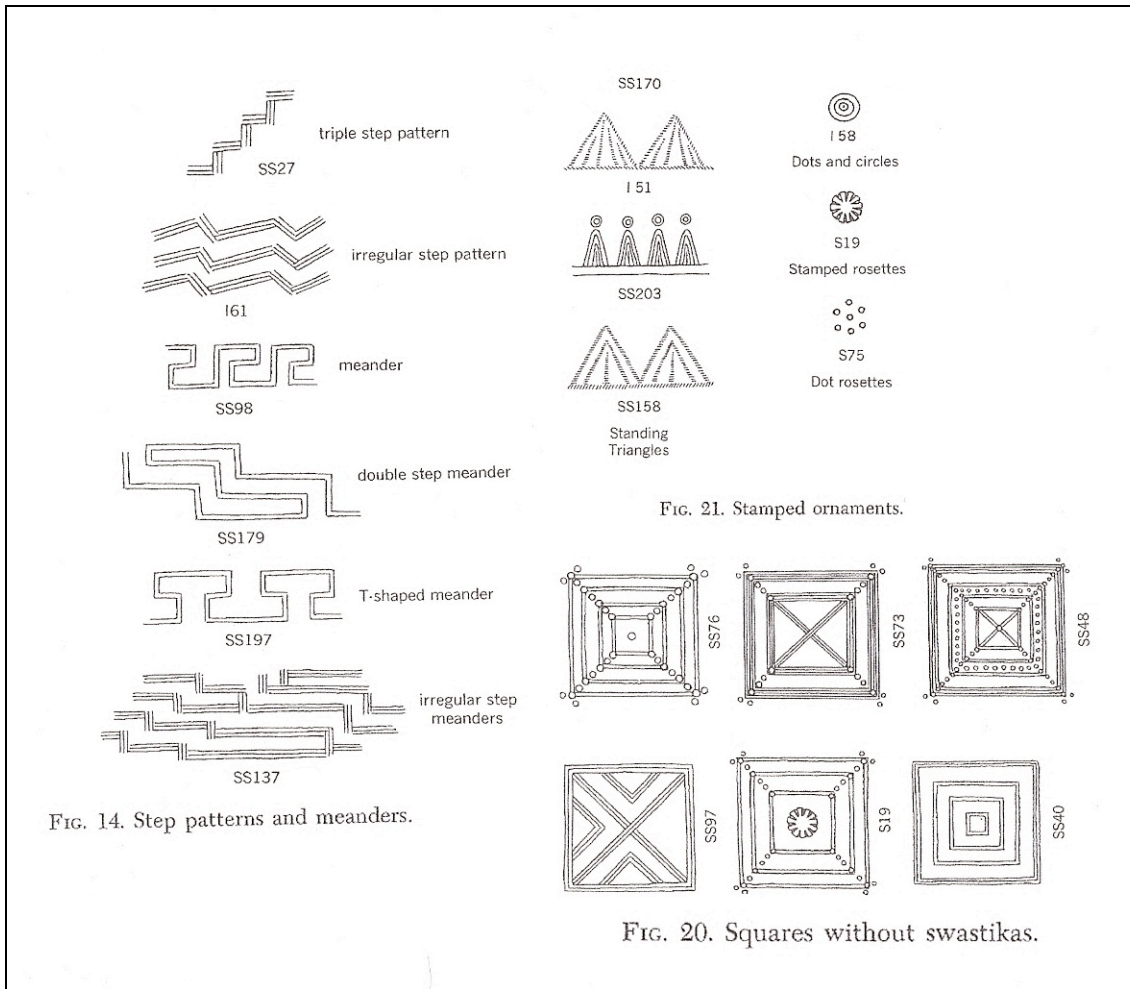 triple step pattern
SS27
irregular step pattern
I61
meander
SS98
double step meander
SS179
T-shaped meander
SS197
irregular step
meanders
SS137
FIG. 14. Step patterns and meanders.
SS170
I 51
SS203
SS158
Standing
Triangles
I 58
Dots and circles
S19
Stamped rosettes
S75
Dot rosettes
FIG. 21. Stamped ornaments.
SS76
SS73
SS48
SS97
S19
SS40
FIG. 20. Squares without swastikas.